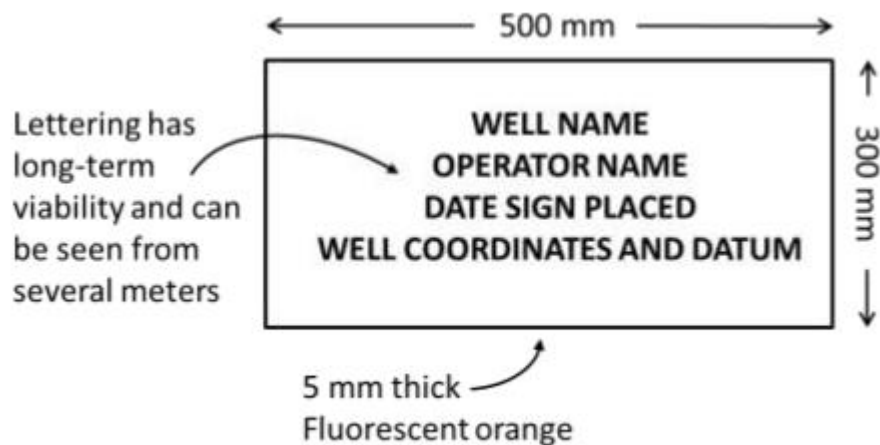 500 mm
WELL NAME
OPERATOR NAME
DATE SIGN PLACED
WELL COORDINATES AND DATUM
Lettering has
long-term
viability and can
be seen from
several meters
300 mm
5 mm thick
Fluorescent orange